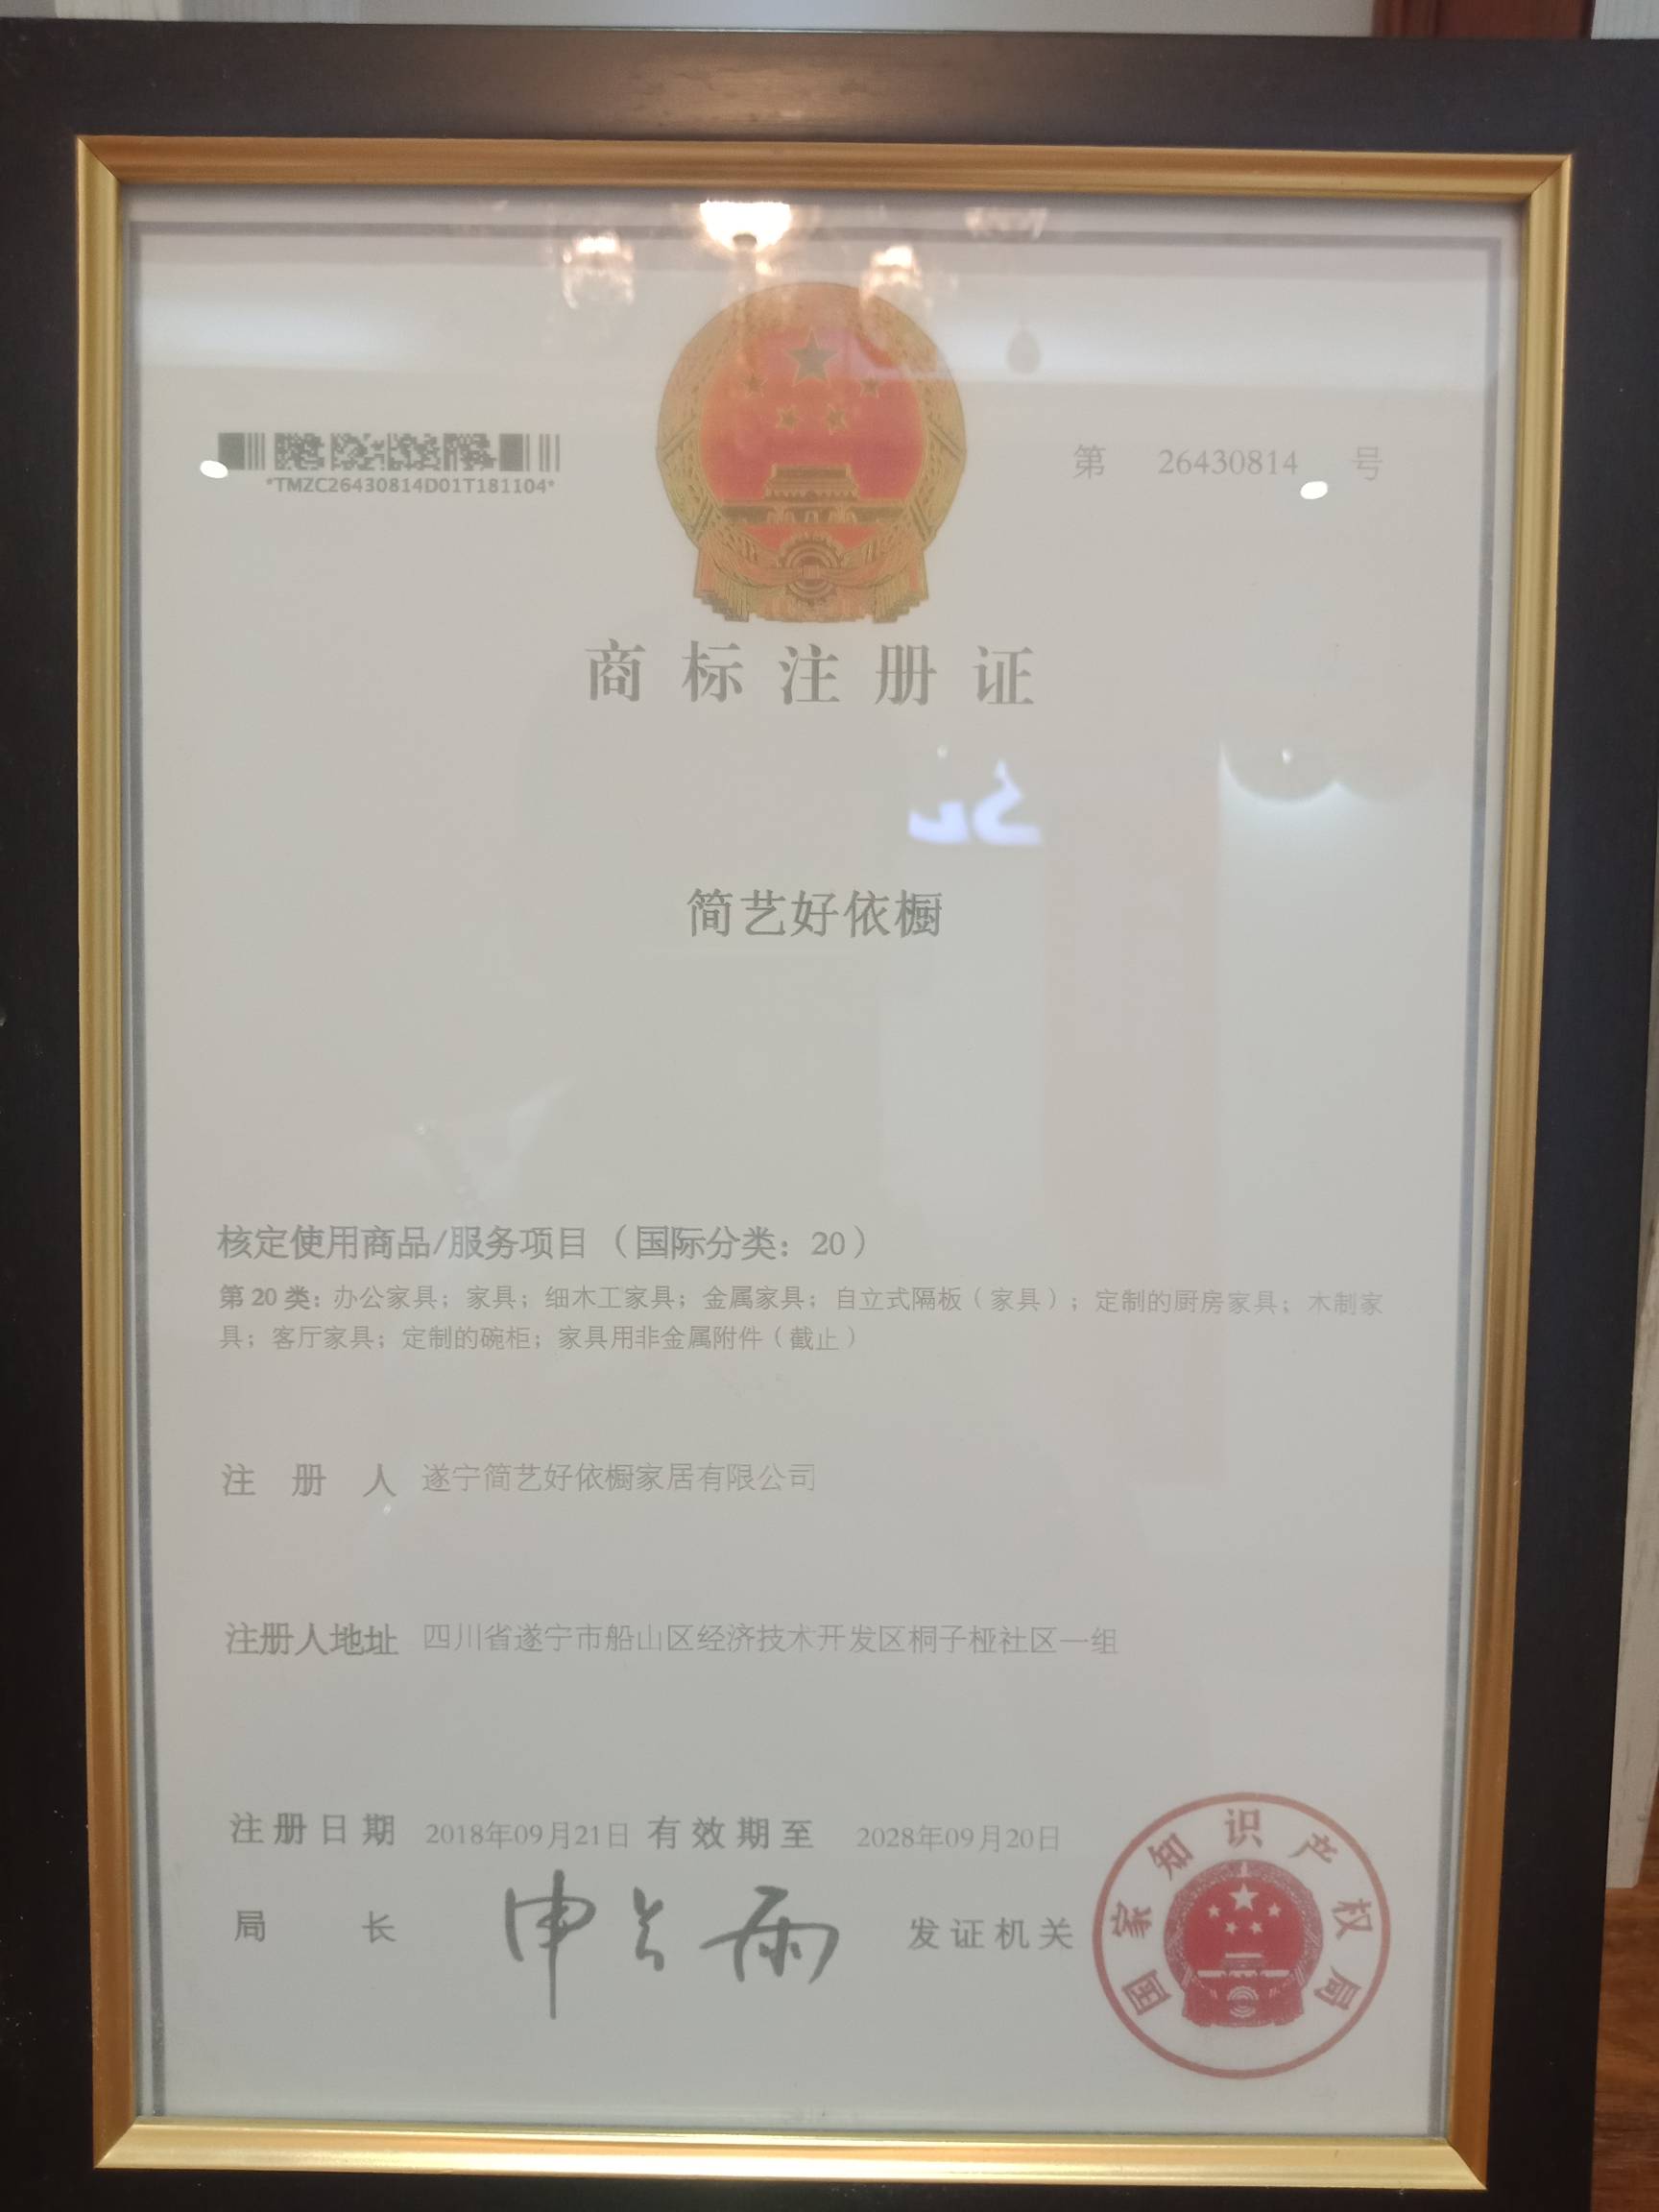 *TMZC26430814D01T181104*
第 26430814 号
商标注册证
简艺好依橱
核定使用商品/服务项目（国际分类：20）
第20类：办公家具；家具；细木工家具；金属家具；自立式隔板（家具）；定制的厨房家具；木制家
具；客厅家具；定制的碗柜；家具用非金属附件（截止）
注册人 遂宁简艺好依橱家居有限公司
注册人地址 四川省遂宁市船山区经济技术开发区桐子桠社区一组
注册日期 2018年09月21日 有效期至 2028年09月20日
局长 申长雨 发证机关
国家知识产权局